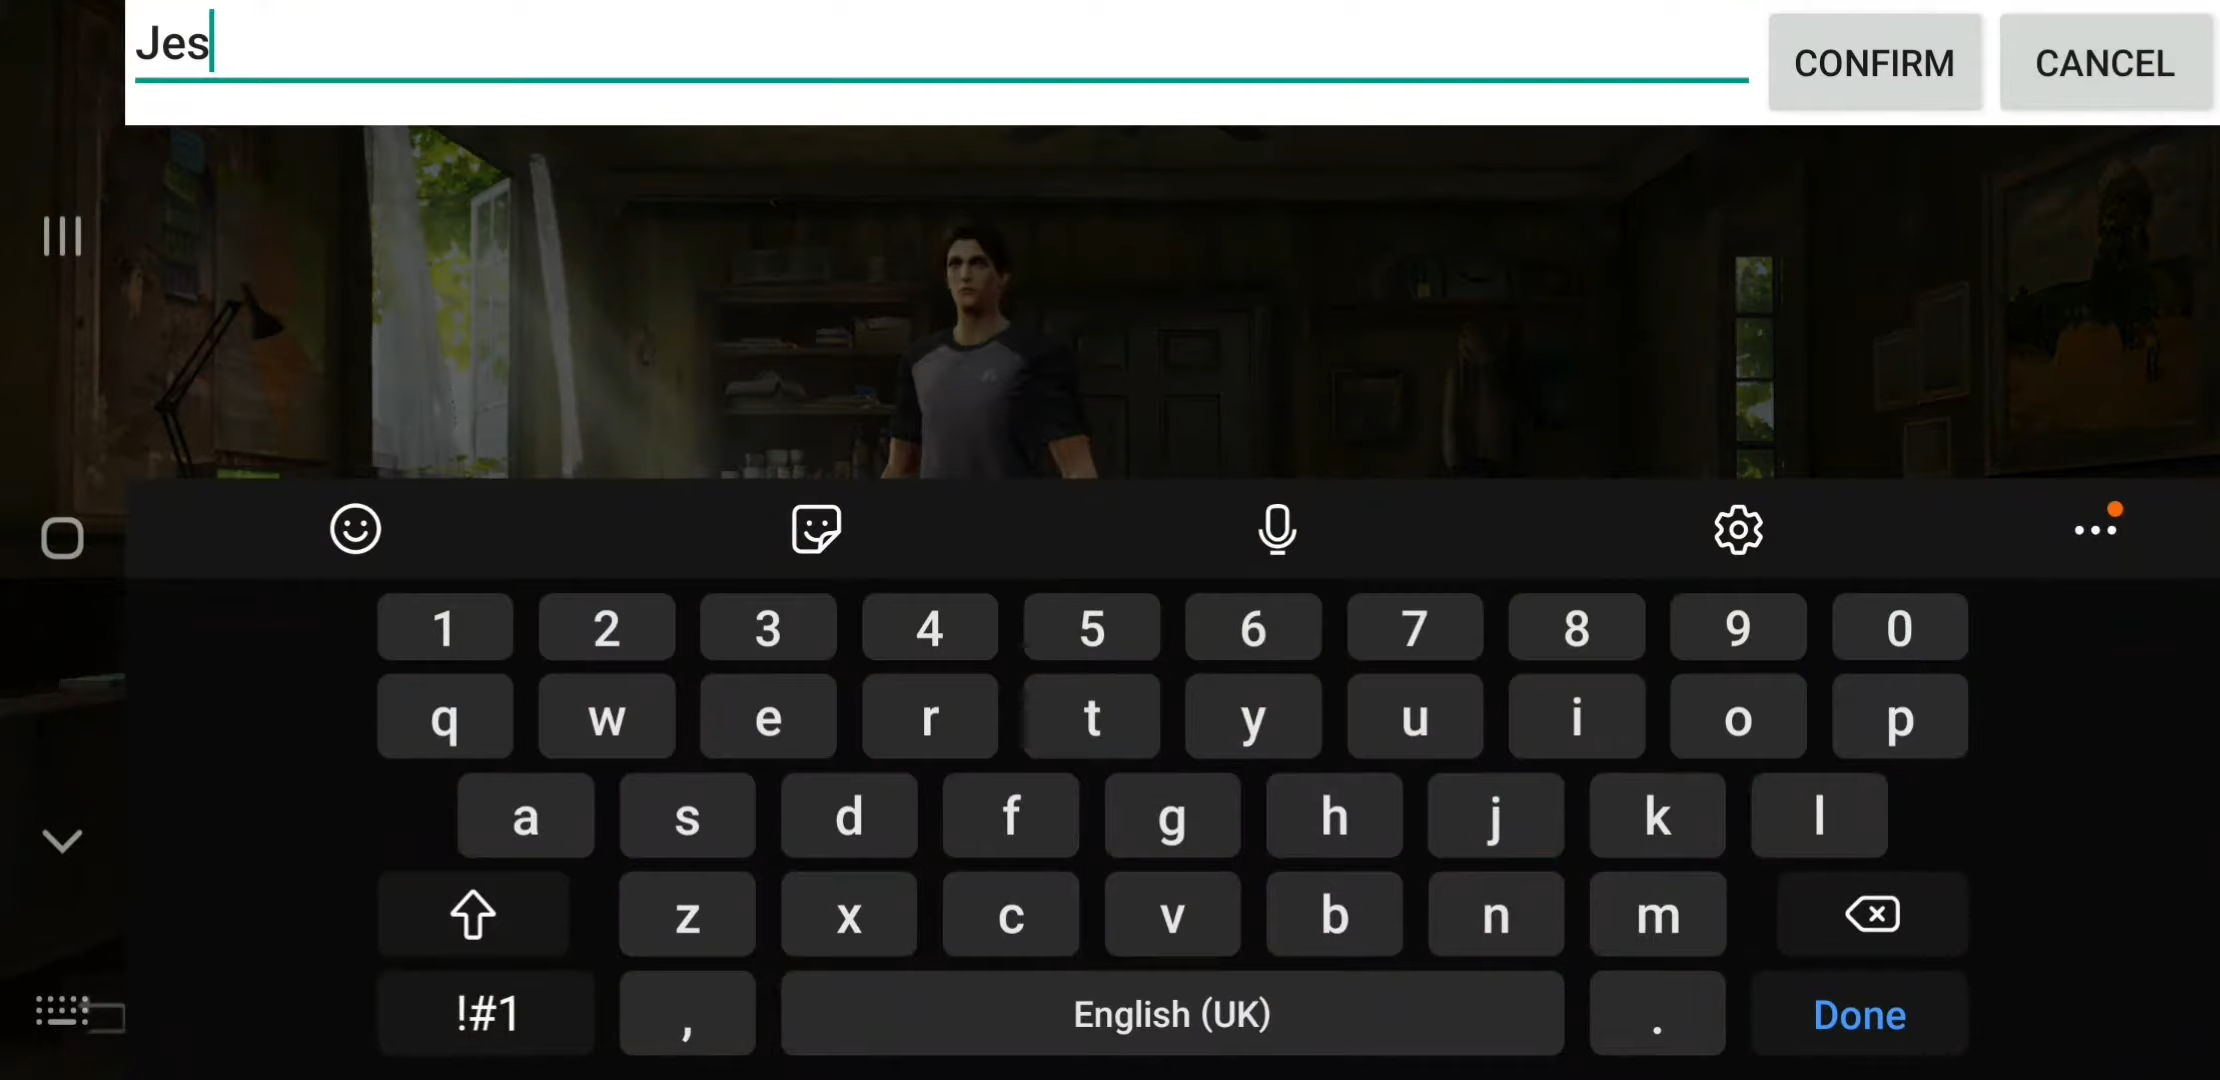 Jes
CONFIRM CANCEL
1 2 3 4 5 6 7 8 9 0
q w e r t y u i o p
a s d f g h j k l
z x c v b n m
!#1 , English (UK) . Done